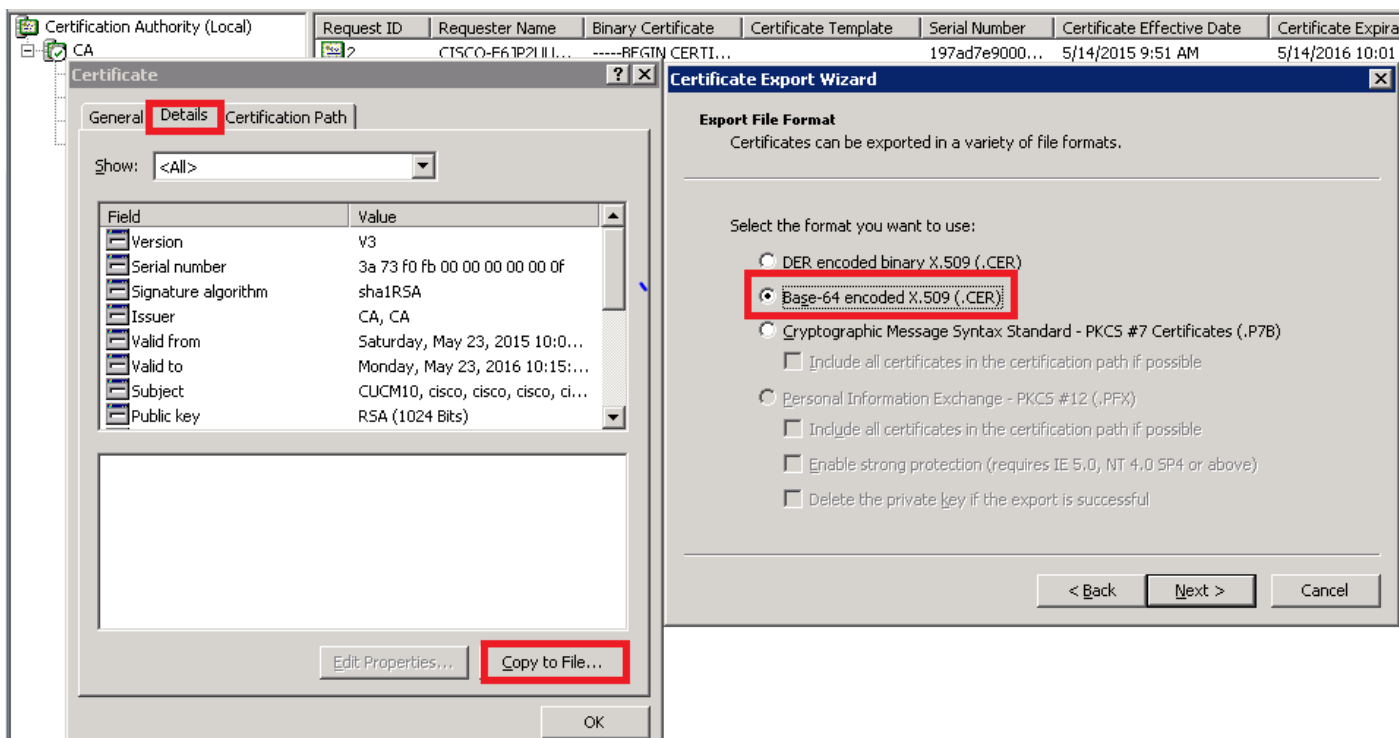 Certification Authority (Local)
Request ID Requester Name Binary Certificate Certificate Template Serial Number Certificate Effective Date Certificate Expira
CA
2 CISCO-E6JP2LUU... -----BEGIN CERTI... 197ad7e9000... 5/14/2015 9:51 AM 5/14/2016 10:01
Certificate
General Details Certification Path
Show: <All>
Field Value
Version V3
Serial number 3a 73 f0 fb 00 00 00 00 00 0f
Signature algorithm sha1RSA
Issuer CA, CA
Valid from Saturday, May 23, 2015 10:0...
Valid to Monday, May 23, 2016 10:15:...
Subject CUCM10, cisco, cisco, cisco, ci...
Public key RSA (1024 Bits)
Edit Properties... Copy to File...
OK
Certificate Export Wizard
Export File Format
Certificates can be exported in a variety of file formats.
Select the format you want to use:
DER encoded binary X.509 (.CER)
Base-64 encoded X.509 (.CER)
Cryptographic Message Syntax Standard - PKCS #7 Certificates (.P7B)
Include all certificates in the certification path if possible
Personal Information Exchange - PKCS #12 (.PFX)
Include all certificates in the certification path if possible
Enable strong protection (requires IE 5.0, NT 4.0 SP4 or above)
Delete the private key if the export is successful
< Back Next > Cancel